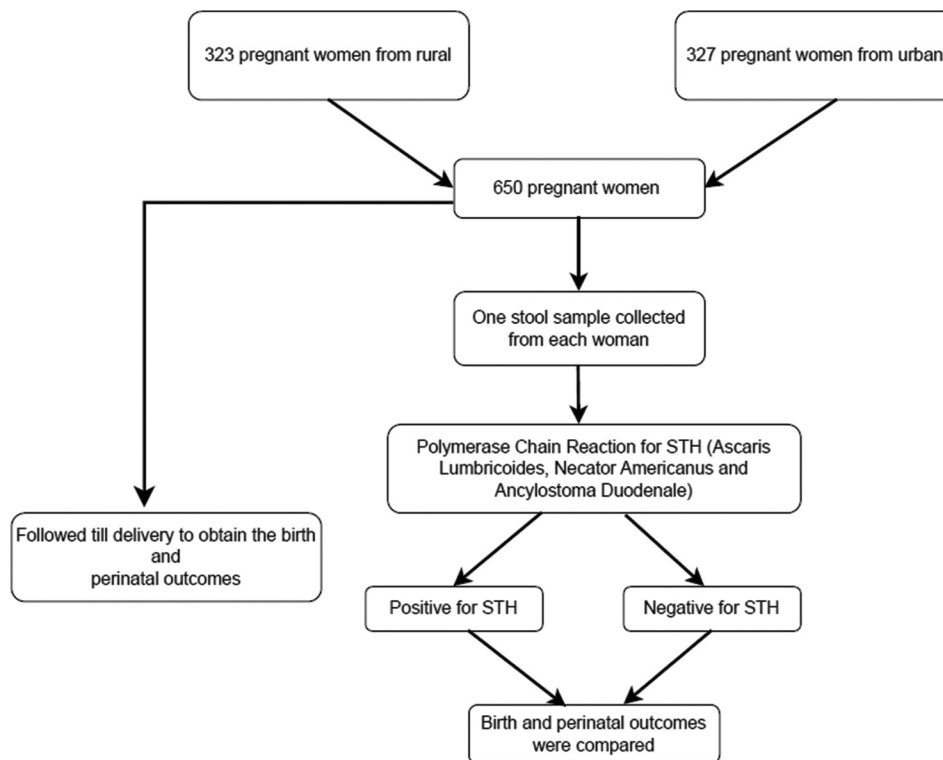 323 pregnant women from rural
327 pregnant women from urban
650 pregnant women
One stool sample collected
from each woman
Polymerase Chain Reaction for STH (Ascaris
Lumbricoides, Necator Americanus and
Ancylostoma Duodenale)
Followed till delivery to obtain the birth
and
perinatal outcomes
Positive for STH
Negative for STH
Birth and perinatal outcomes
were compared